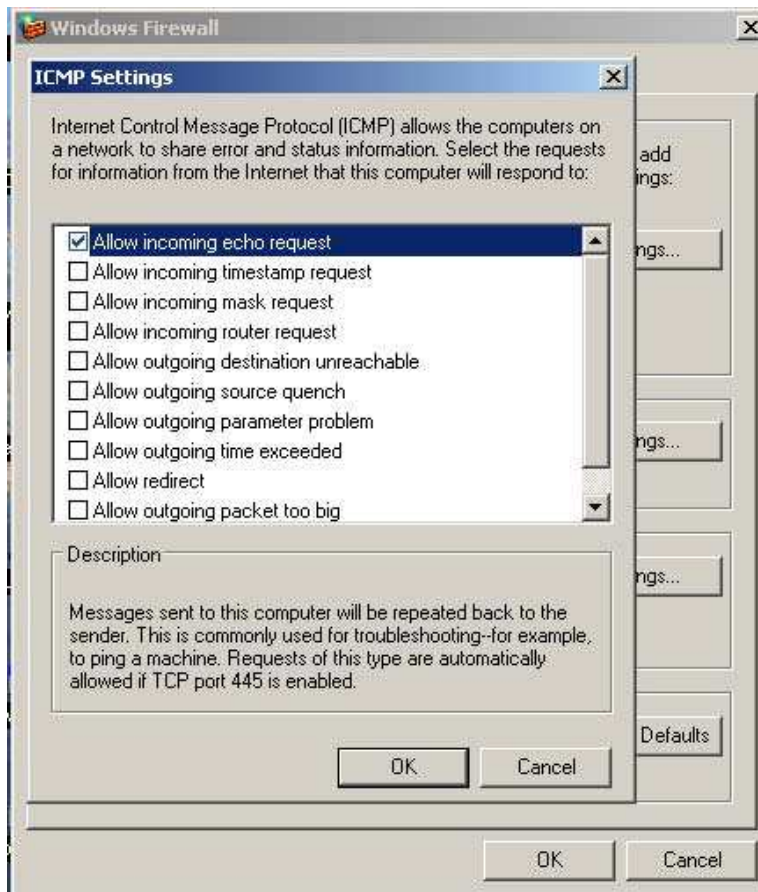 Windows Firewall
ICMP Settings
Internet Control Message Protocol (ICMP) allows the computers on
a network to share error and status information. Select the requests
for information from the Internet that this computer will respond to:
add
ings:
ngs...
Allow incoming echo request
Allow incoming timestamp request
Allow incoming mask request
Allow incoming router request
Allow outgoing destination unreachable
Allow outgoing source quench
Allow outgoing parameter problem
Allow outgoing time exceeded
Allow redirect
Allow outgoing packet too big
ngs...
Description
Messages sent to this computer will be repeated back to the
sender. This is commonly used for troubleshooting--for example,
to ping a machine. Requests of this type are automatically
allowed if TCP port 445 is enabled.
ngs...
Defaults
OK
Cancel
OK
Cancel